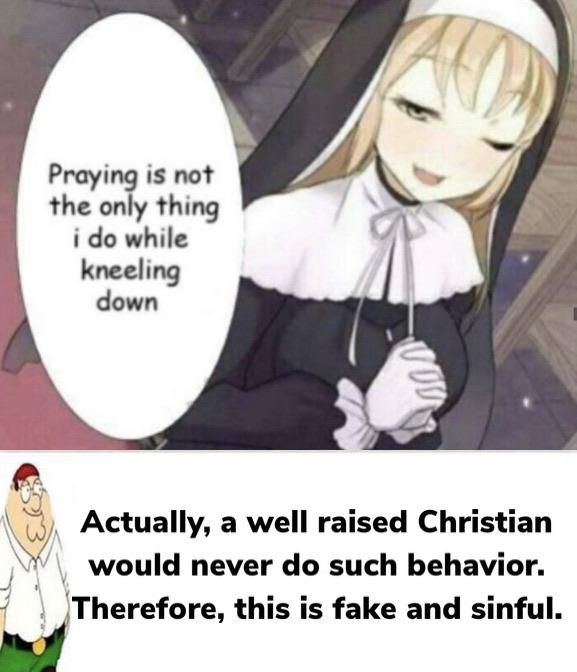 Praying is not
the only thing
i do while
kneeling
down
Actually, a well raised Christian
would never do such behavior.
Therefore, this is fake and sinful.